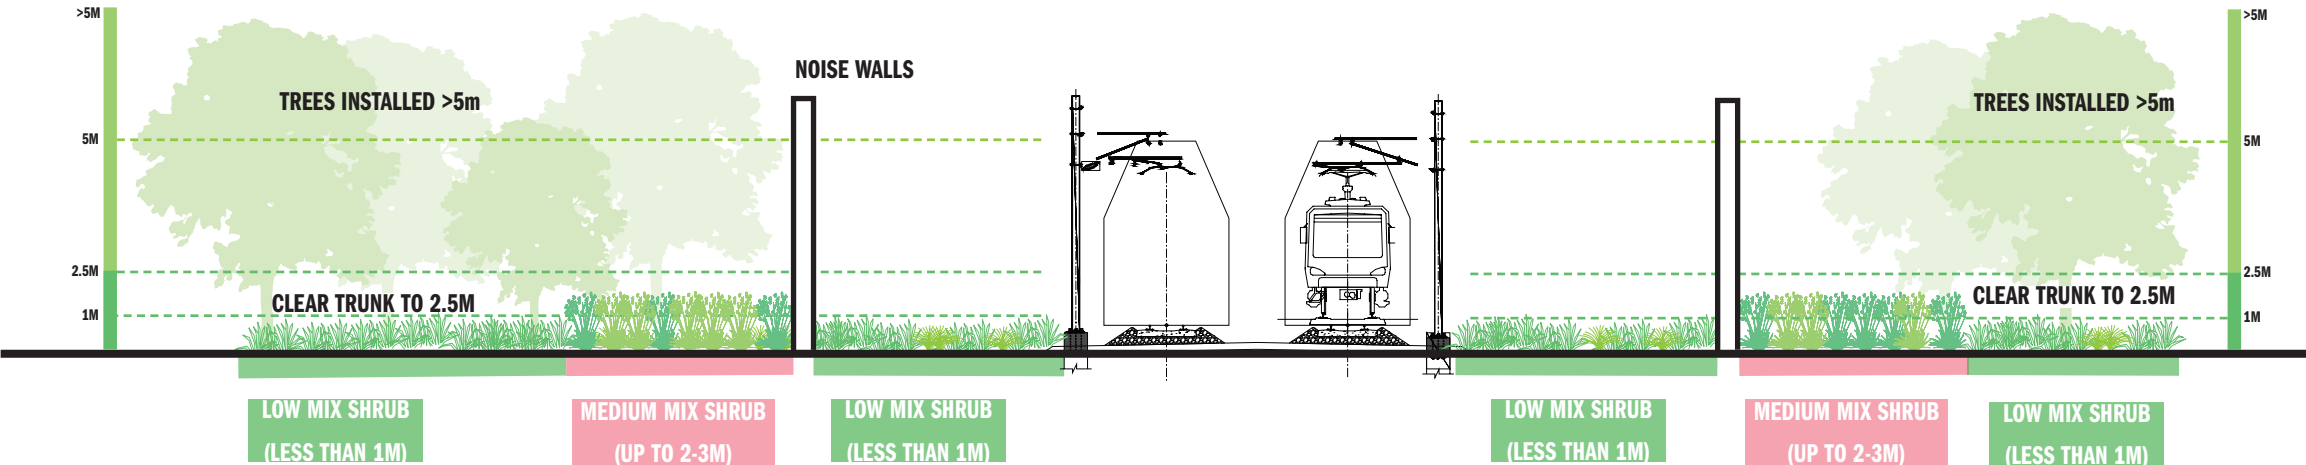 >5M
>5M
NOISE WALLS
TREES INSTALLED >5m
TREES INSTALLED >5m
5M
5M
2.5M
2.5M
CLEAR TRUNK TO 2.5M
CLEAR TRUNK TO 2.5M
1M
1M
LOW MIX SHRUB
(LESS THAN 1M)
MEDIUM MIX SHRUB
(UP TO 2-3M)
LOW MIX SHRUB
(LESS THAN 1M)
LOW MIX SHRUB
(LESS THAN 1M)
MEDIUM MIX SHRUB
(UP TO 2-3M)
LOW MIX SHRUB
(LESS THAN 1M)